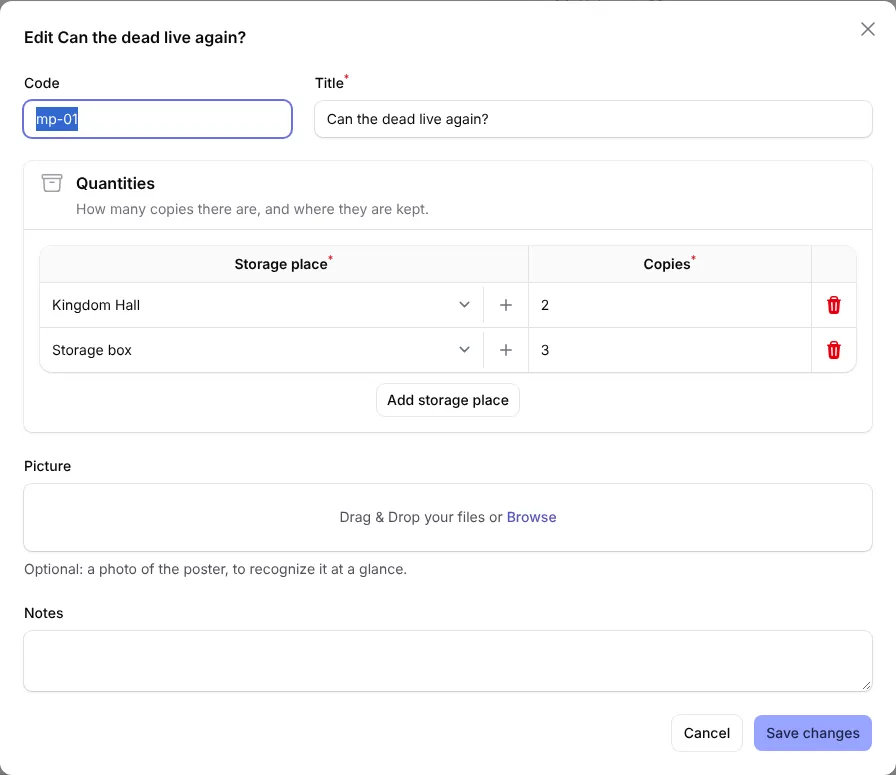 Edit Can the dead live again?
Code
Title*
mp-01
Can the dead live again?
Quantities
How many copies there are, and where they are kept.
Storage place*
Copies*
Kingdom Hall
2
Storage box
3
Add storage place
Picture
Drag & Drop your files or Browse
Optional: a photo of the poster, to recognize it at a glance.
Notes
Cancel
Save changes